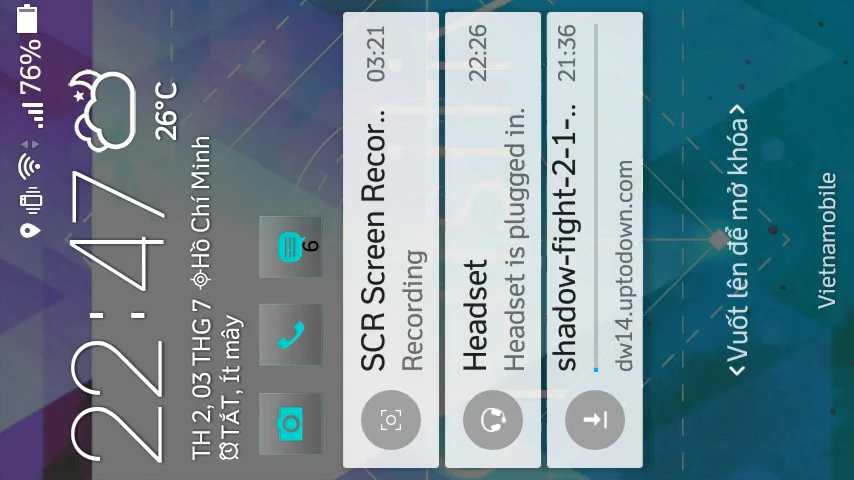 76%
22:47
26°C
TH 2, 03 THG 7 Hồ Chí Minh
TẮT, Ít mây
6
SCR Screen Recor.. 03:21
Recording
Headset 22:26
Headset is plugged in.
shadow-fight-2-1-.. 21:36
dw14.uptodown.com
<Vuốt lên để mở khóa>
Vietnamobile